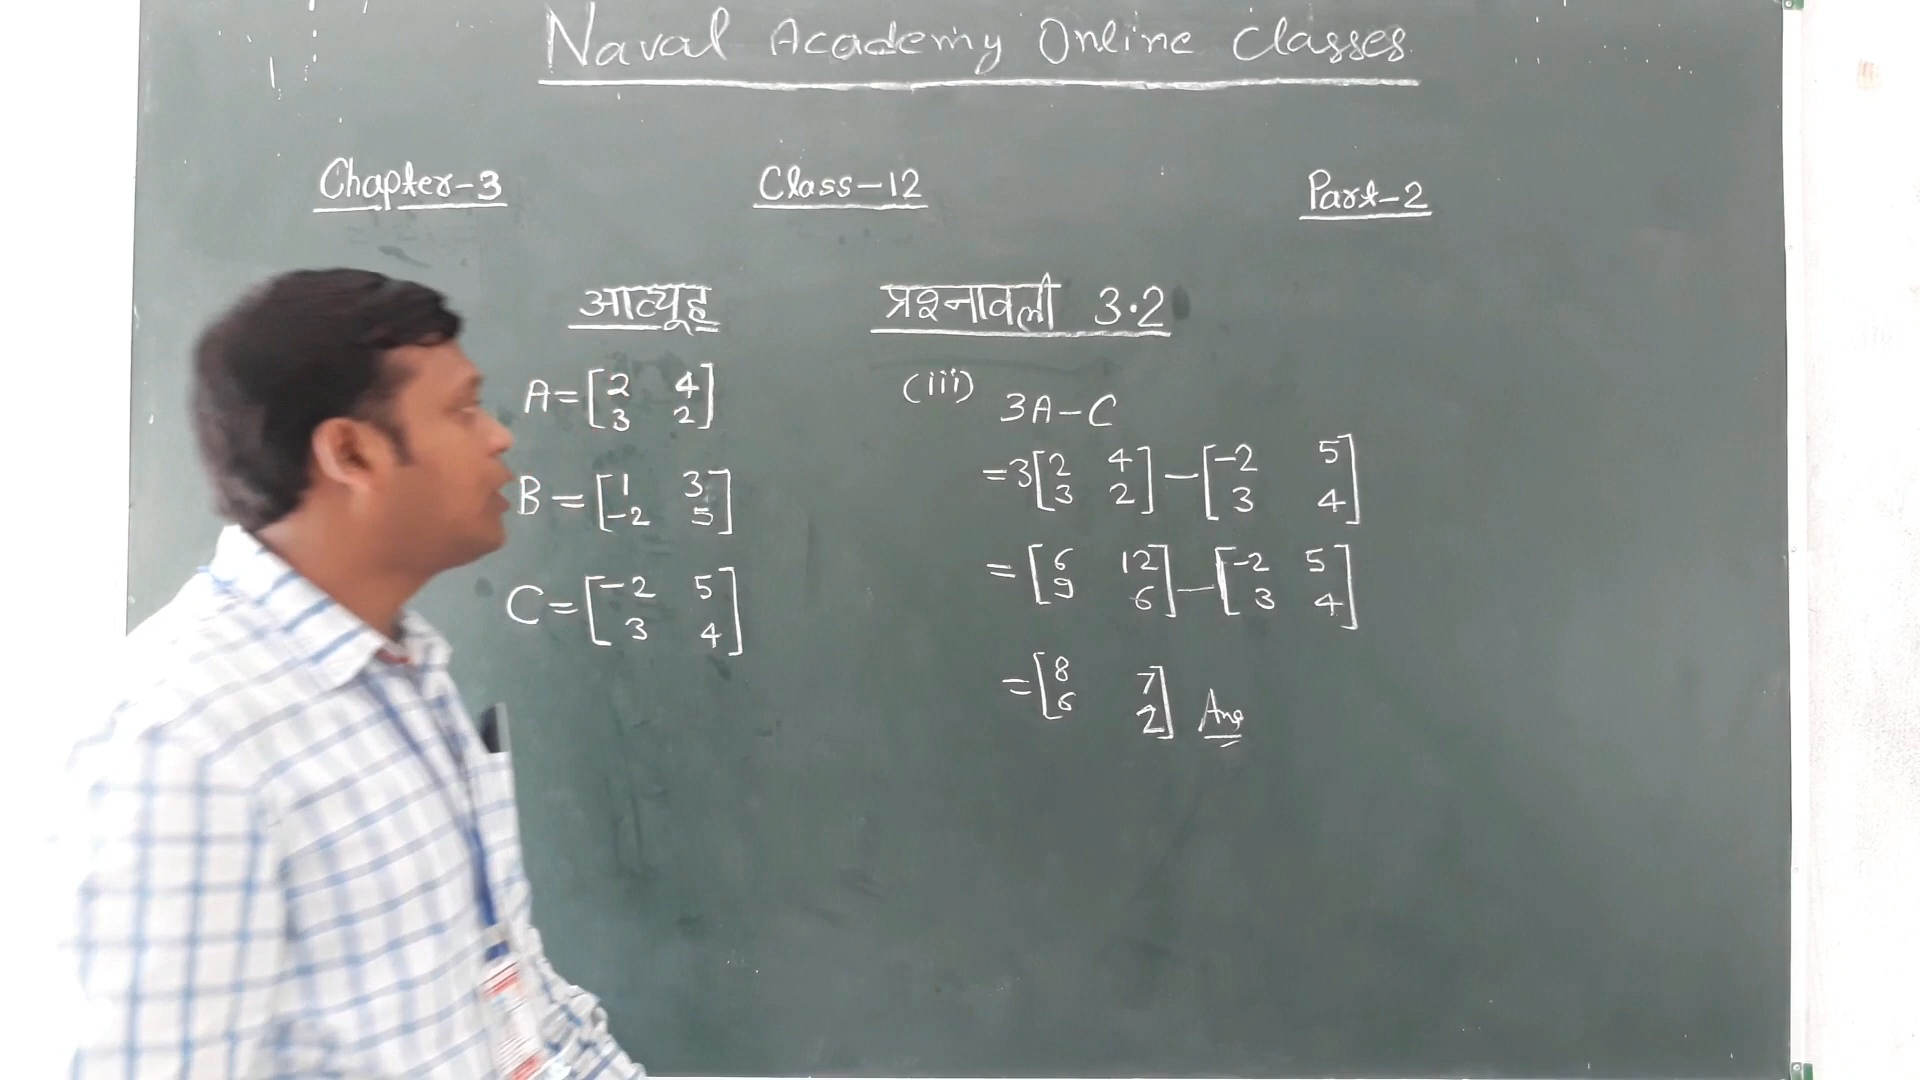 Naval Academy Online Classes
Chapter-3 Class-12 Part-2
आव्यूह प्रश्नावली 3.2
A=[2 4
3 2]
B=[1 3
-2 5]
C=[-2 5
3 4]
(iii) 3A-C
=3[2 4
3 2]-[-2 5
3 4]
=[6 12
9 6]-[-2 5
3 4]
=[8 7
6 2] Ans